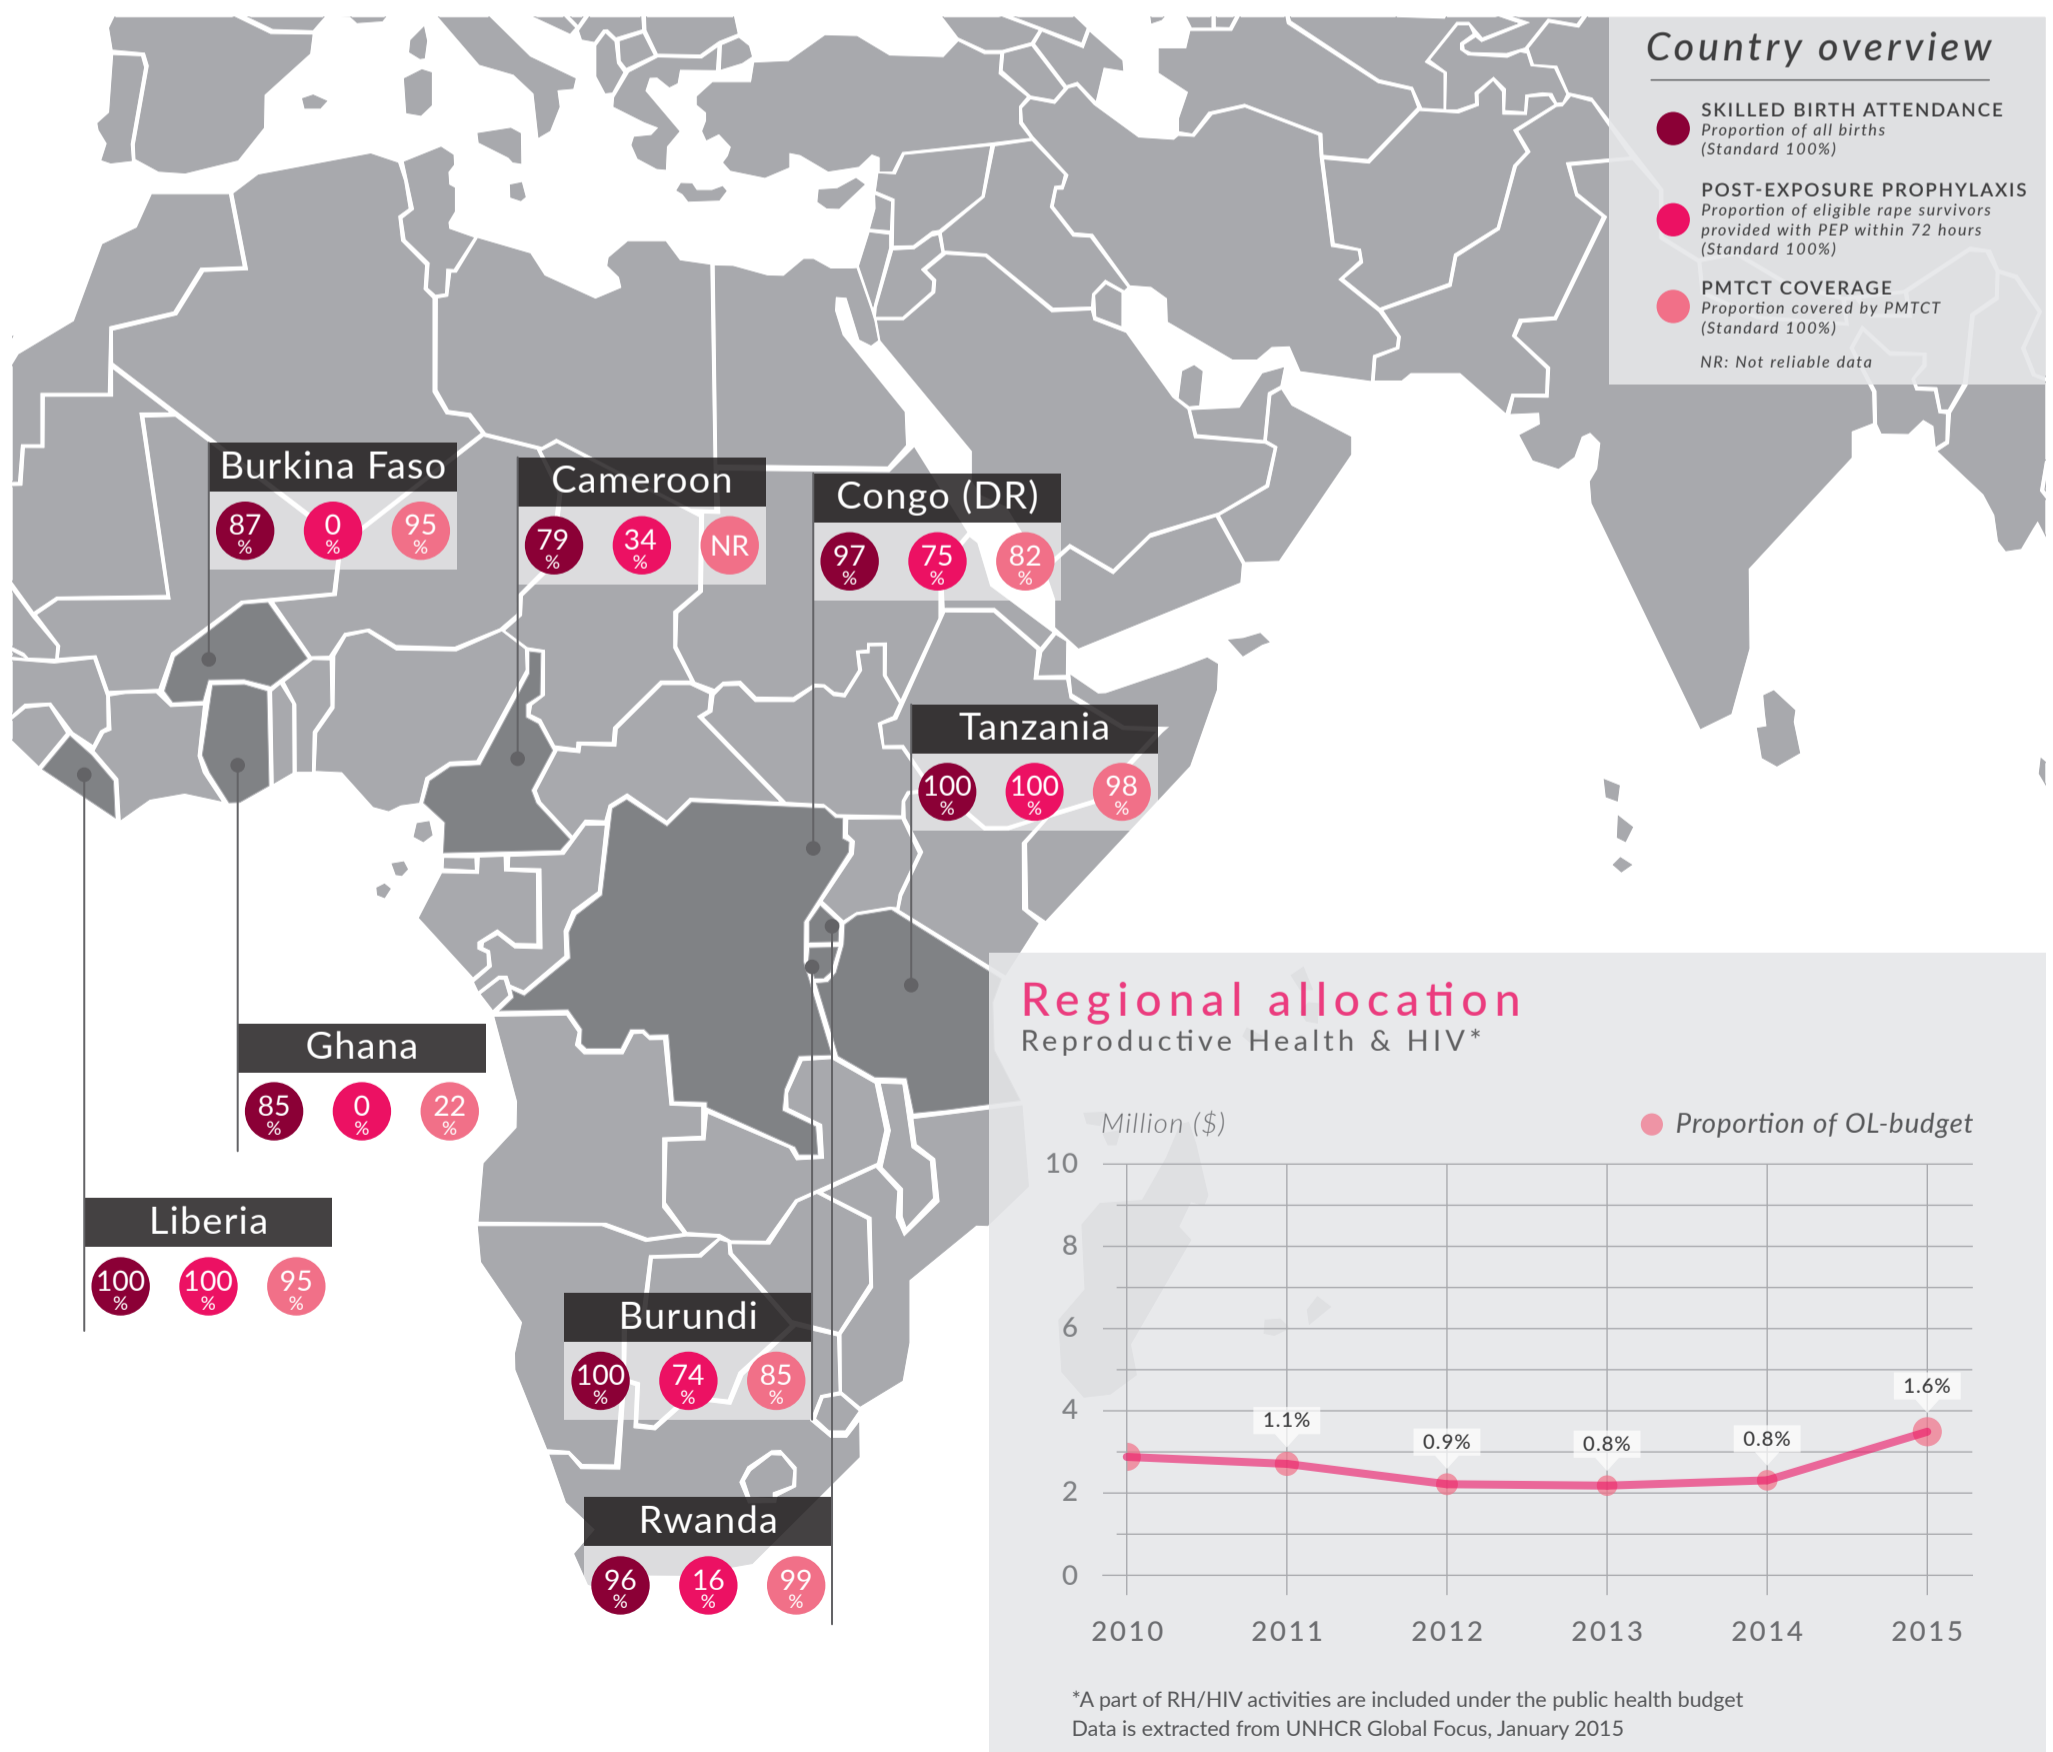 Country overview
SKILLED BIRTH ATTENDANCE
Proportion of all births
(Standard 100%)
POST-EXPOSURE PROPHYLAXIS
Proportion of eligible rape survivors
provided with PEP within 72 hours
(Standard 100%)
PMTCT COVERAGE
Proportion covered by PMTCT
(Standard 100%)
NR: Not reliable data
Burkina Faso
87 % 0 % 95 %
Cameroon
79 % 34 % NR
Congo (DR)
97 % 75 % 82 %
Tanzania
100 % 100 % 98 %
Ghana
85 % 0 % 22 %
Liberia
100 % 100 % 95 %
Burundi
100 % 74 % 85 %
Rwanda
96 % 16 % 99 %
Regional allocation
Reproductive Health & HIV*
Million ($)
Proportion of OL-budget
10
8
6
4
2
0
1.1%
0.9%
0.8%
0.8%
1.6%
2010 2011 2012 2013 2014 2015
*A part of RH/HIV activities are included under the public health budget
Data is extracted from UNHCR Global Focus, January 2015